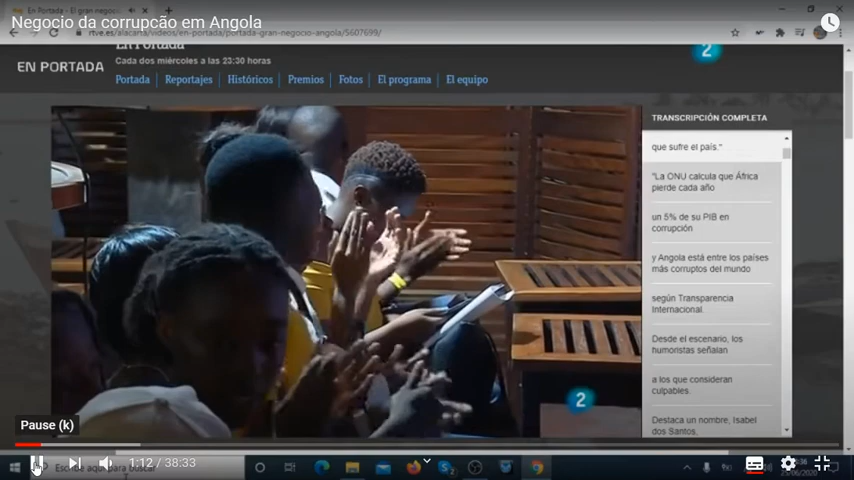 En Portada - El gran negocio
Negocio da corrupcão em Angola
rtve.es/alacarta/videos/en-portada/portada-gran-negocio-angola/5607699/
En Portada
EN PORTADA
Cada dos miércoles a las 23:30 horas
2
Portada Reportajes Históricos Premios Fotos El programa El equipo
TRANSCRIPCIÓN COMPLETA
que sufre el país."
"La ONU calcula que África
pierde cada año
un 5% de su PIB en
corrupción
y Angola está entre los países
más corruptos del mundo
según Transparencia
Internacional.
Desde el escenario, los
humoristas señalan
a los que consideran
culpables.
Destaca un nombre, Isabel
dos Santos,
2
Pause (k)
1:12 / 38:33
Escribe aquí para buscar